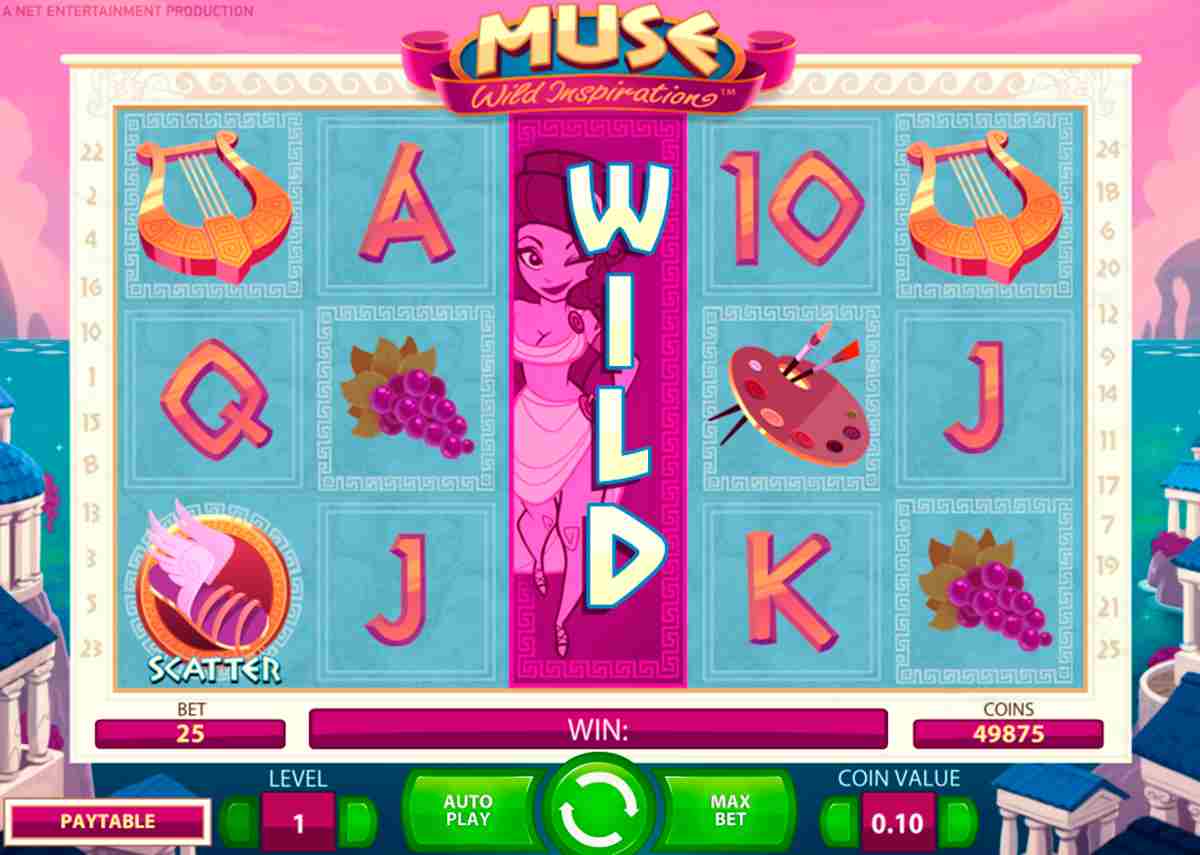 A NET ENTERTAINMENT PRODUCTION
MUSE
Wild Inspiration™
22
2
4
16
10
1
15
8
13
3
5
23
A
10
Q
J
J
K
SCATTER
WILD
24
18
6
20
12
9
14
11
17
7
19
21
25
BET
25
WIN:
COINS
49875
LEVEL
COIN VALUE
PAYTABLE
1
AUTO
PLAY
MAX
BET
0.10